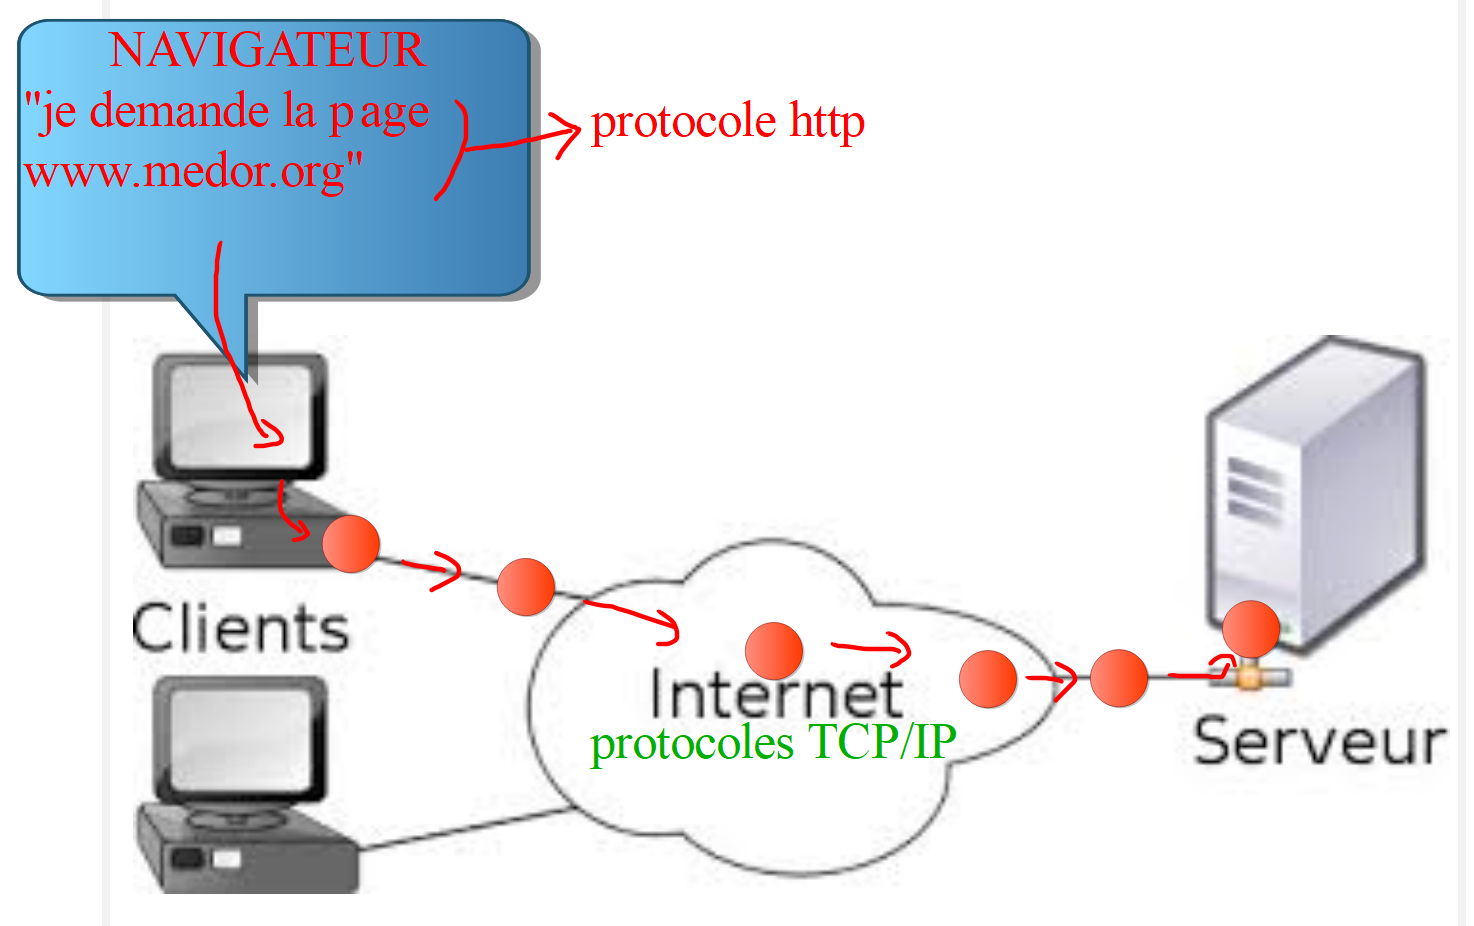 NAVIGATEUR
"je demande la page
www.medor.org"
protocole http
Clients
Internet
protocoles TCP/IP
Serveur